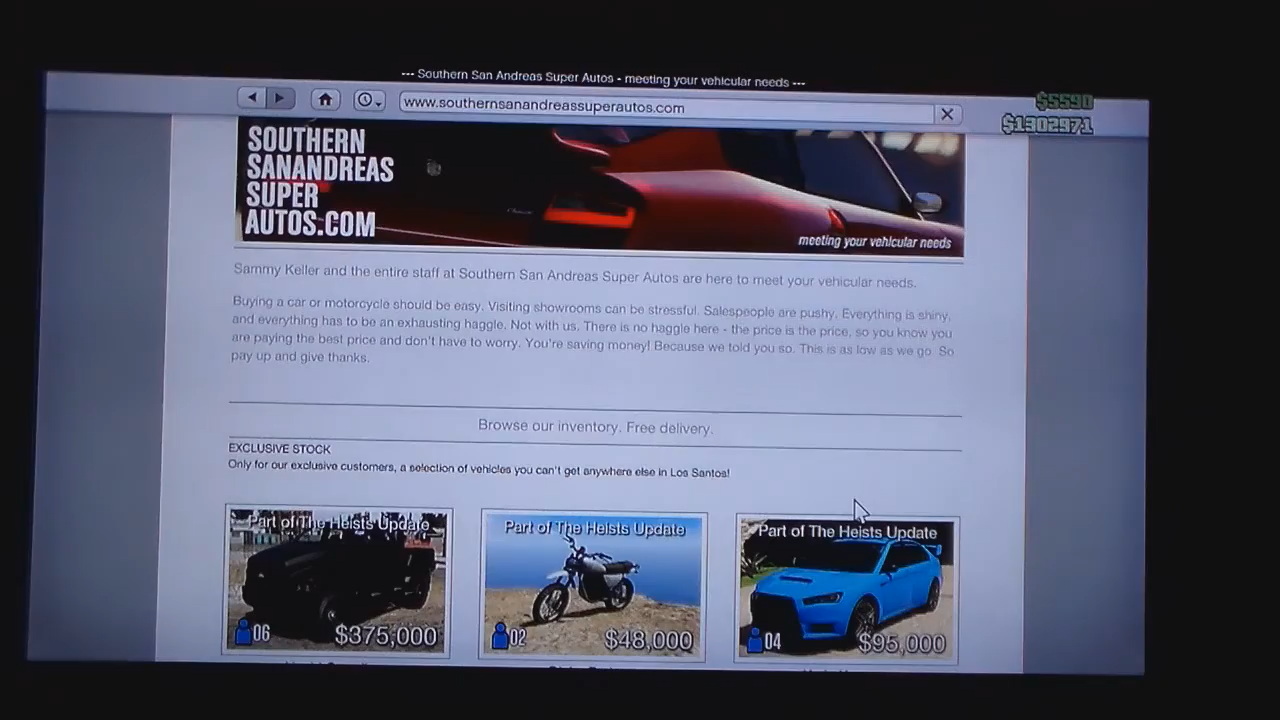 --- Southern San Andreas Super Autos - meeting your vehicular needs ---
www.southernsanandreassuperautos.com
$5590
$1302971
SOUTHERN
SANANDREAS
SUPER
AUTOS.COM
meeting your vehicular needs
Sammy Keller and the entire staff at Southern San Andreas Super Autos are here to meet your vehicular needs.
Buying a car or motorcycle should be easy. Visiting showrooms can be stressful. Salespeople are pushy. Everything is shiny,
and everything has to be an exhausting haggle. Not with us. There is no haggle here - the price is the price, so you know you
are paying the best price and don't have to worry. You're saving money! Because we told you so. This is as low as we go. So
pay up and give thanks.
Browse our inventory. Free delivery.
EXCLUSIVE STOCK
Only for our exclusive customers, a selection of vehicles you can't get anywhere else in Los Santos!
Part of The Heists Update
06 $375,000
Part of The Heists Update
02 $48,000
Part of The Heists Update
04 $95,000